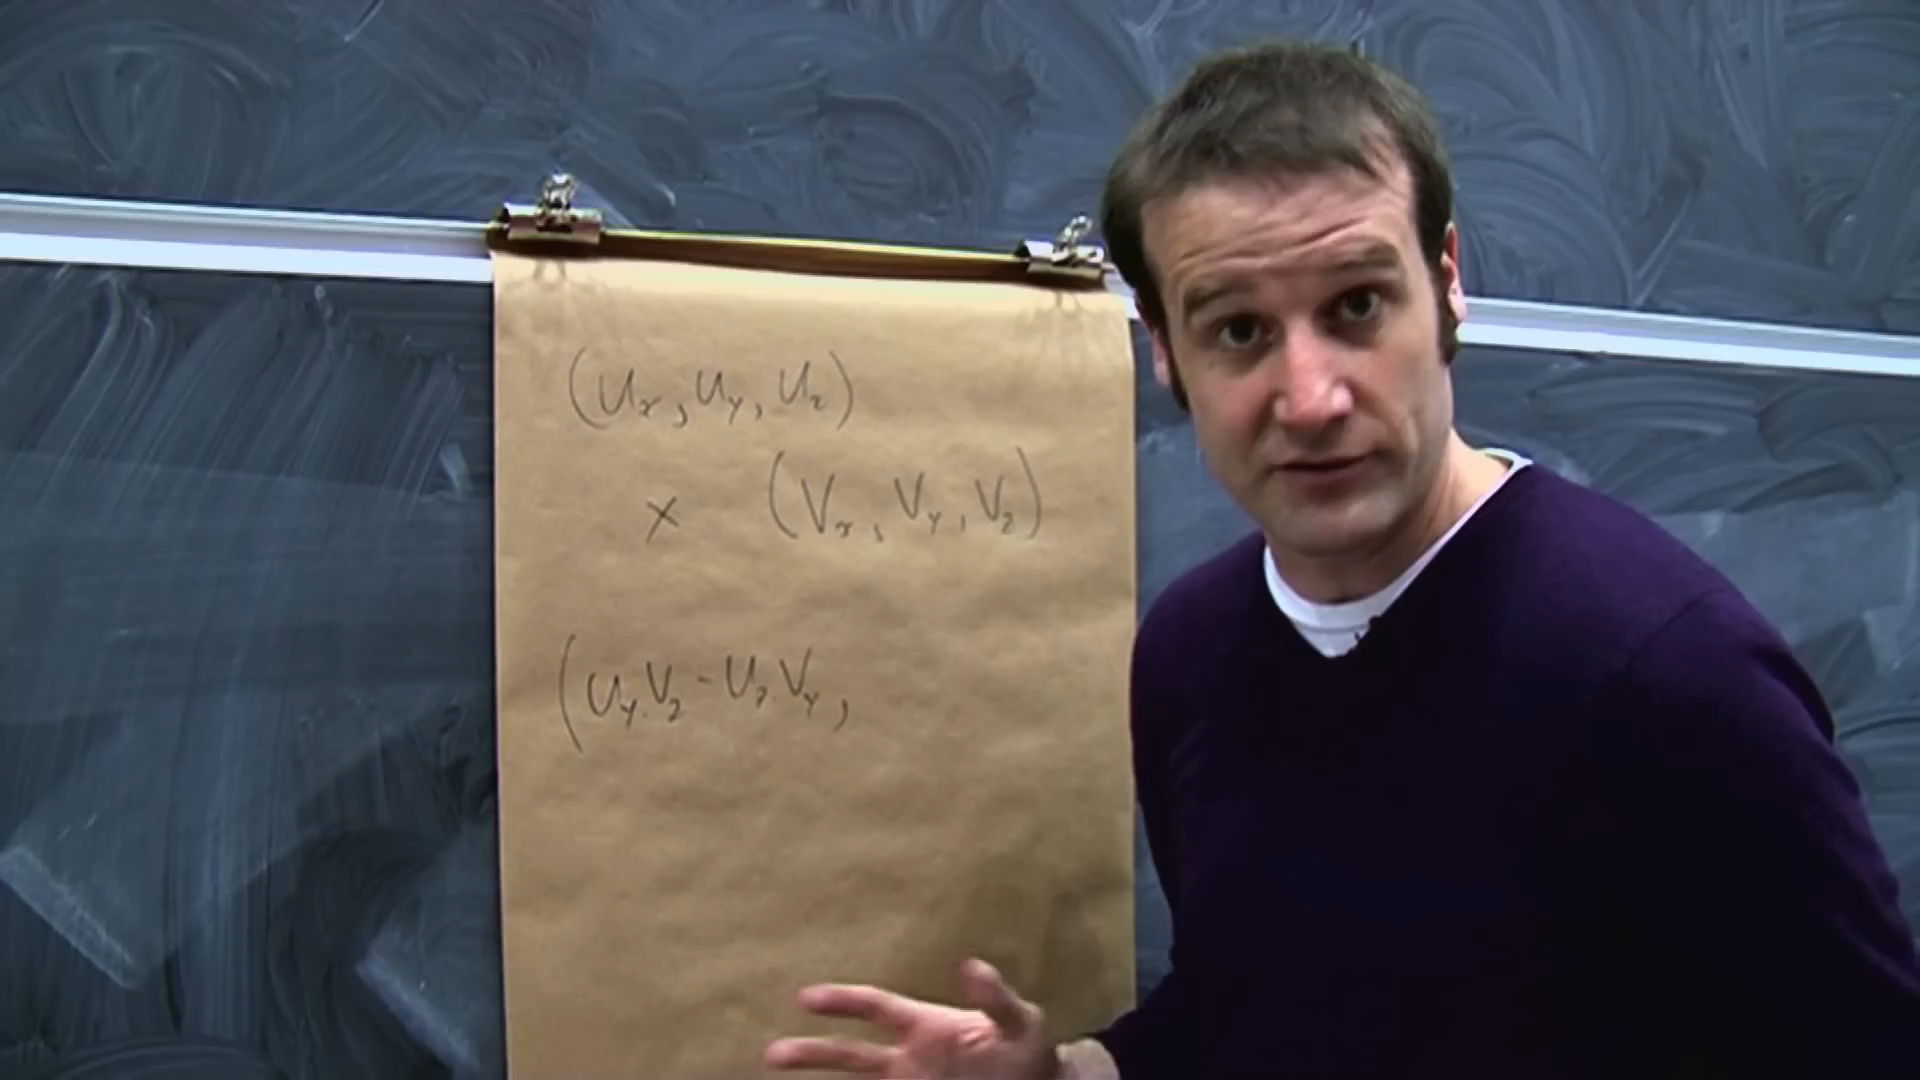 (Ux, Uy, Uz)
× (Vx, Vy, Vz)
(Uy.Vz - Uz.Vy,